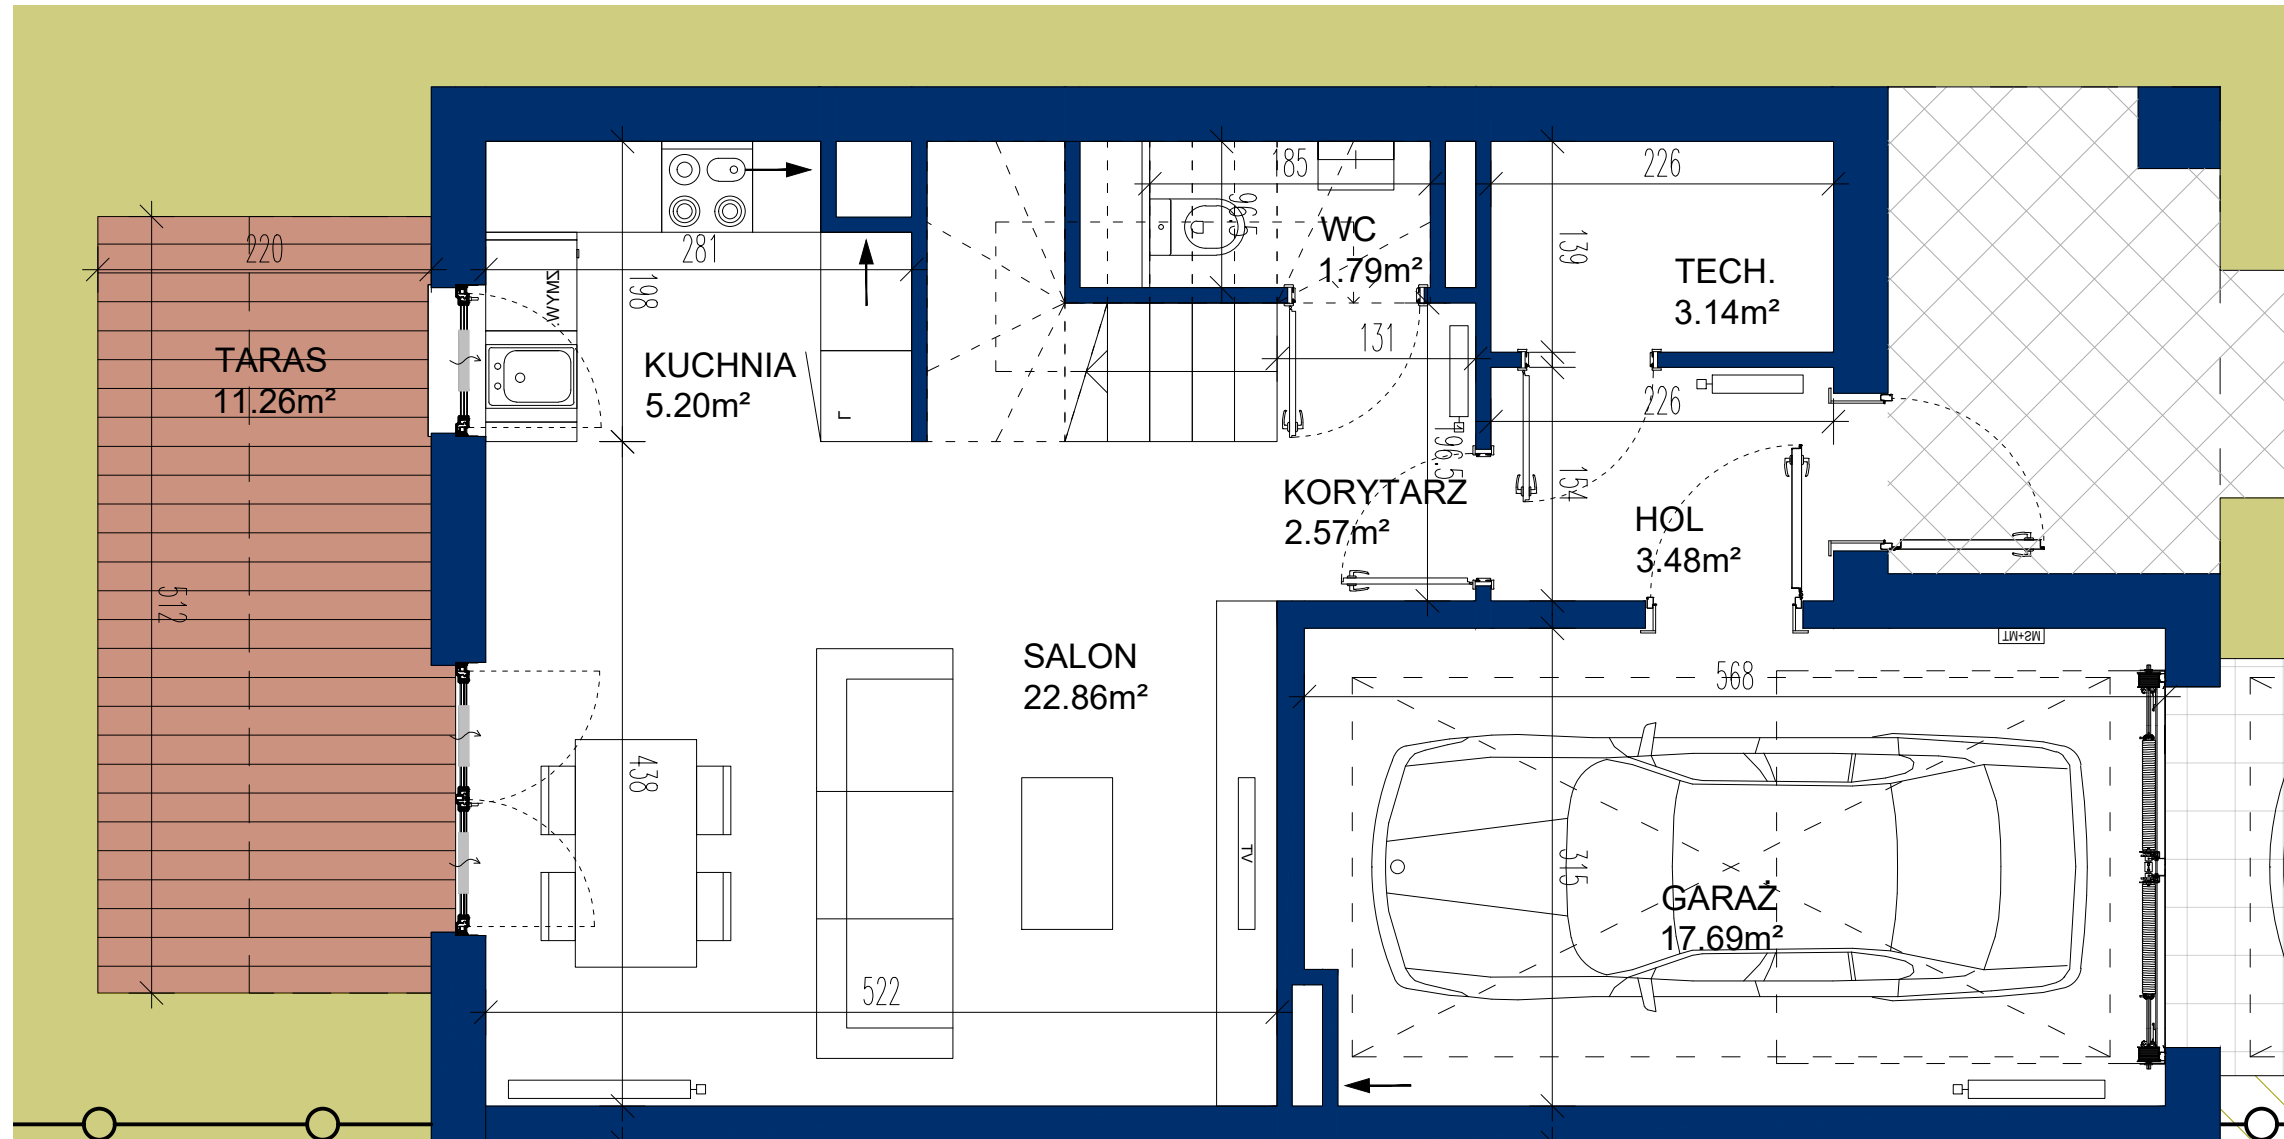 185
226
96.5
WC
1.79m²
139
TECH.
3.14m²
220
281
198
WYMZ
TARAS
11.26m²
KUCHNIA
5.20m²
L
131
226
196.5
154
KORYTARZ
2.57m²
HOL
3.48m²
512
TM+SM
SALON
22.86m²
568
438
TV
315
GARAŻ
17.69m²
522